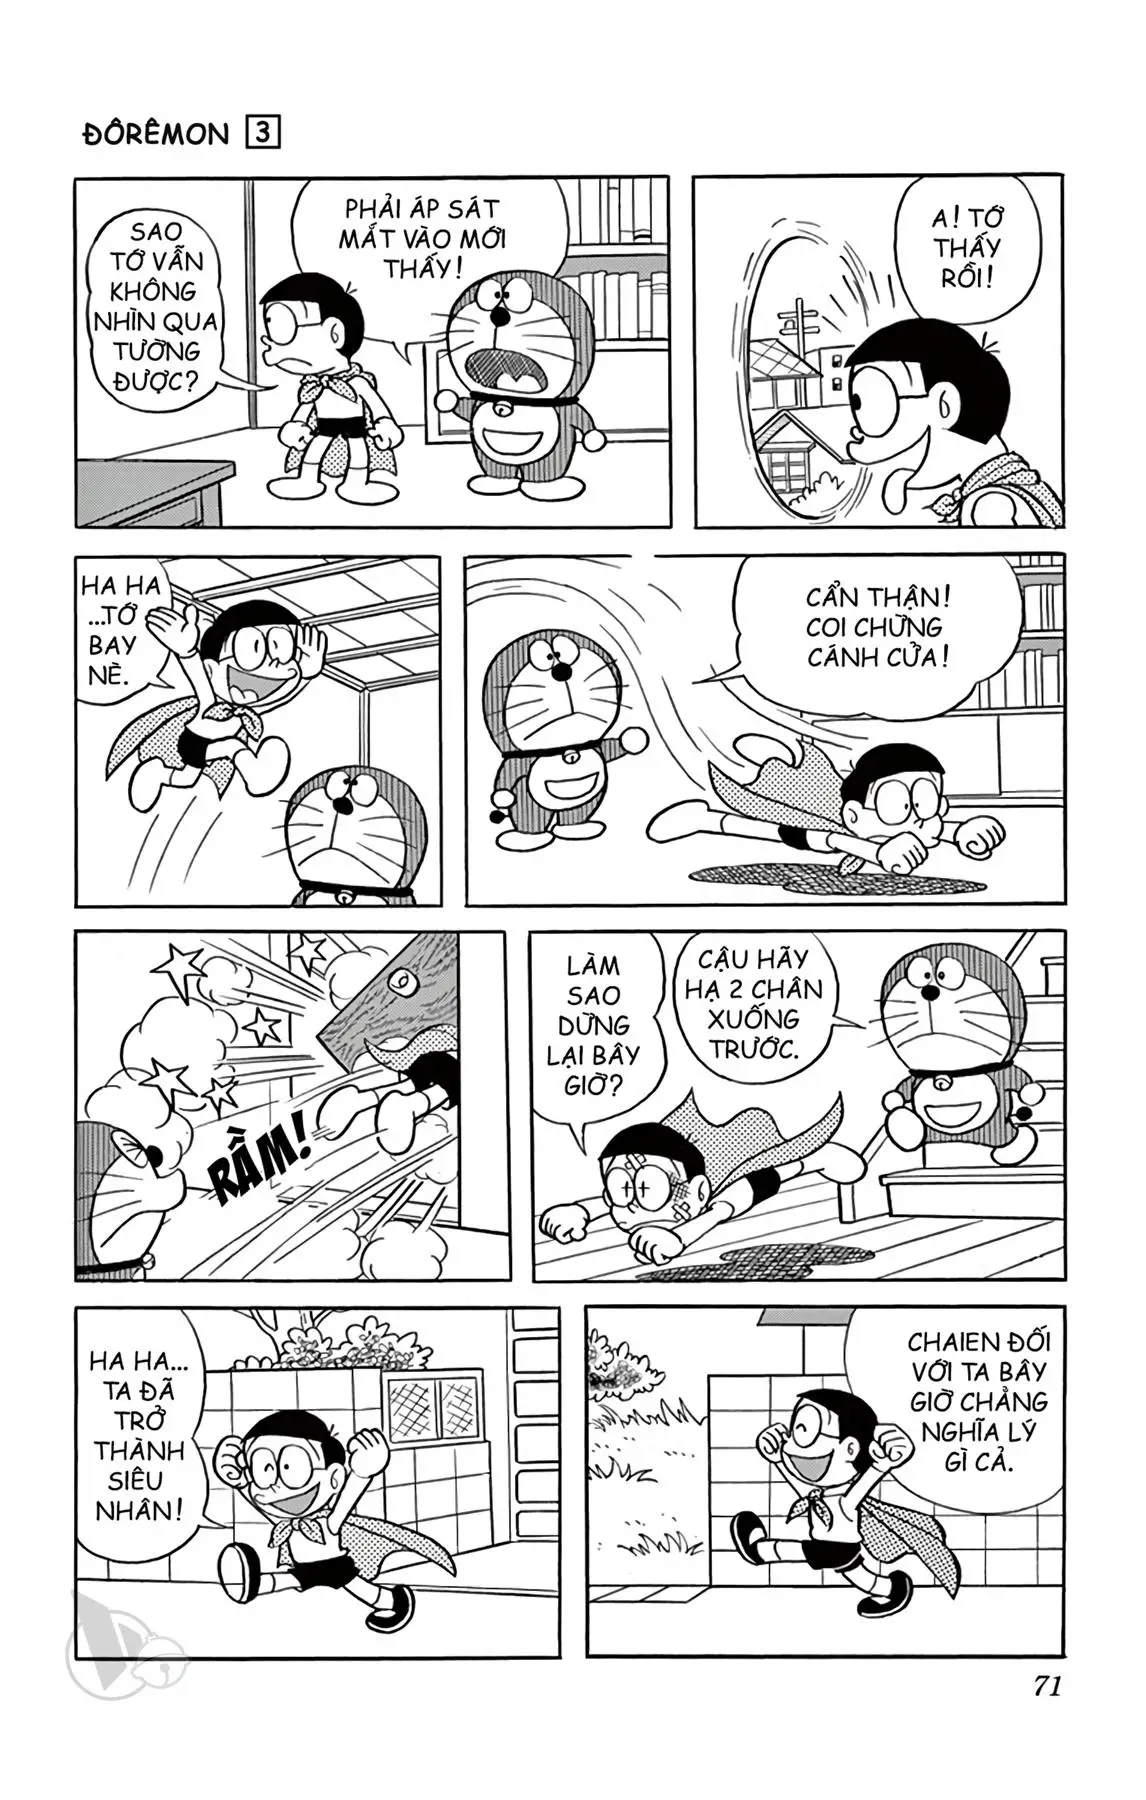 ĐÔRÊMON 3
SAO
TỚ VẪN
KHÔNG
NHÌN QUA
TƯỜNG
ĐƯỢC?
PHẢI ÁP SÁT
MẮT VÀO MỚI
THẤY!
A! TỚ
THẤY
RỒI!
HA HA
...TỚ
BAY
NÈ.
CẨN THẬN!
COI CHỪNG
CÁNH CỬA!
RẦM!
LÀM
SAO
DỪNG
LẠI BÂY
GIỜ?
CẬU HÃY
HẠ 2 CHÂN
XUỐNG
TRƯỚC.
HA HA...
TA ĐÃ
TRỞ
THÀNH
SIÊU
NHÂN!
CHAIEN ĐỐI
VỚI TA BÂY
GIỜ CHẲNG
NGHĨA LÝ
GÌ CẢ.
71